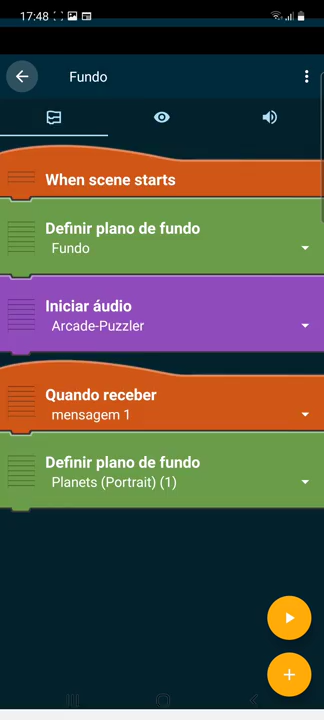 17:48
Fundo
When scene starts
Definir plano de fundo
Fundo
Iniciar áudio
Arcade-Puzzler
Quando receber
mensagem 1
Definir plano de fundo
Planets (Portrait) (1)